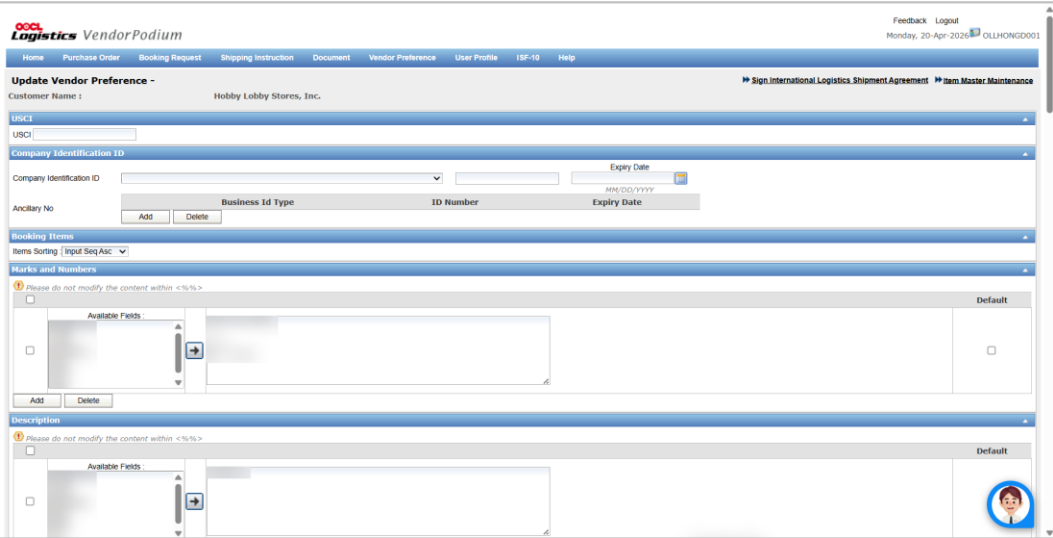 Feedback Logout
OOCL
Logistics VendorPodium
Monday, 20-Apr-2026 OLLHONGD001
Home Purchase Order Booking Request Shipping Instruction Document Vendor Preference User Profile ISF-10 Help
Update Vendor Preference -
Sign International Logistics Shipment Agreement Item Master Maintenance
Customer Name : Hobby Lobby Stores, Inc.
USCI
USCI
Company Identification ID
Expiry Date
Company Identification ID
MM/DD/YYYY
Ancillary No
Business Id Type ID Number Expiry Date
Add Delete
Booking Items
Items Sorting Input Seq Asc
Marks and Numbers
Please do not modify the content within <%%>
Default
Available Fields :
Add Delete
Description
Please do not modify the content within <%%>
Default
Available Fields :